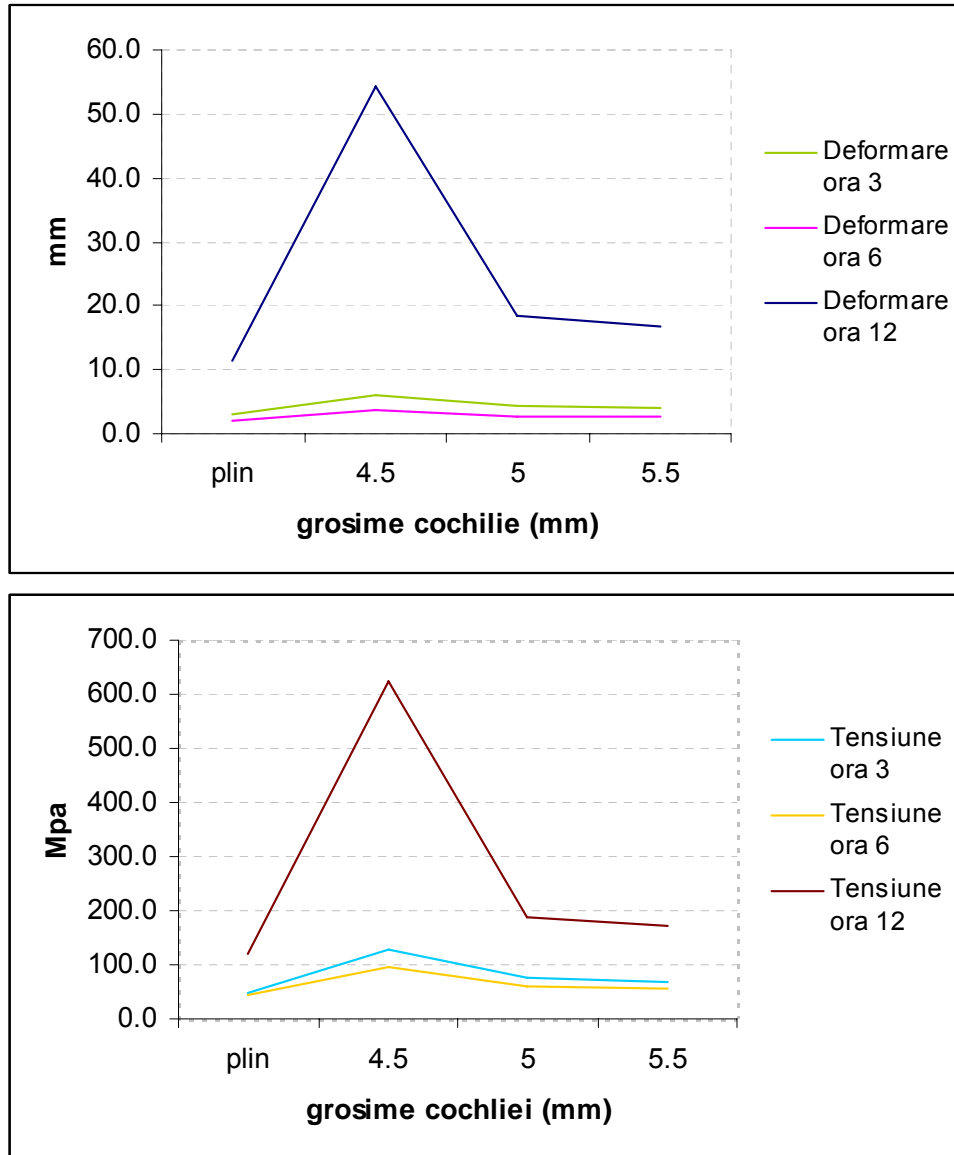 60.0
50.0
40.0
30.0
20.0
10.0
0.0
mm
plin 4.5 5 5.5
grosime cochilie (mm)
Deformare
ora 3
Deformare
ora 6
Deformare
ora 12
700.0
600.0
500.0
400.0
300.0
200.0
100.0
0.0
Mpa
plin 4.5 5 5.5
grosime cochliei (mm)
Tensiune
ora 3
Tensiune
ora 6
Tensiune
ora 12